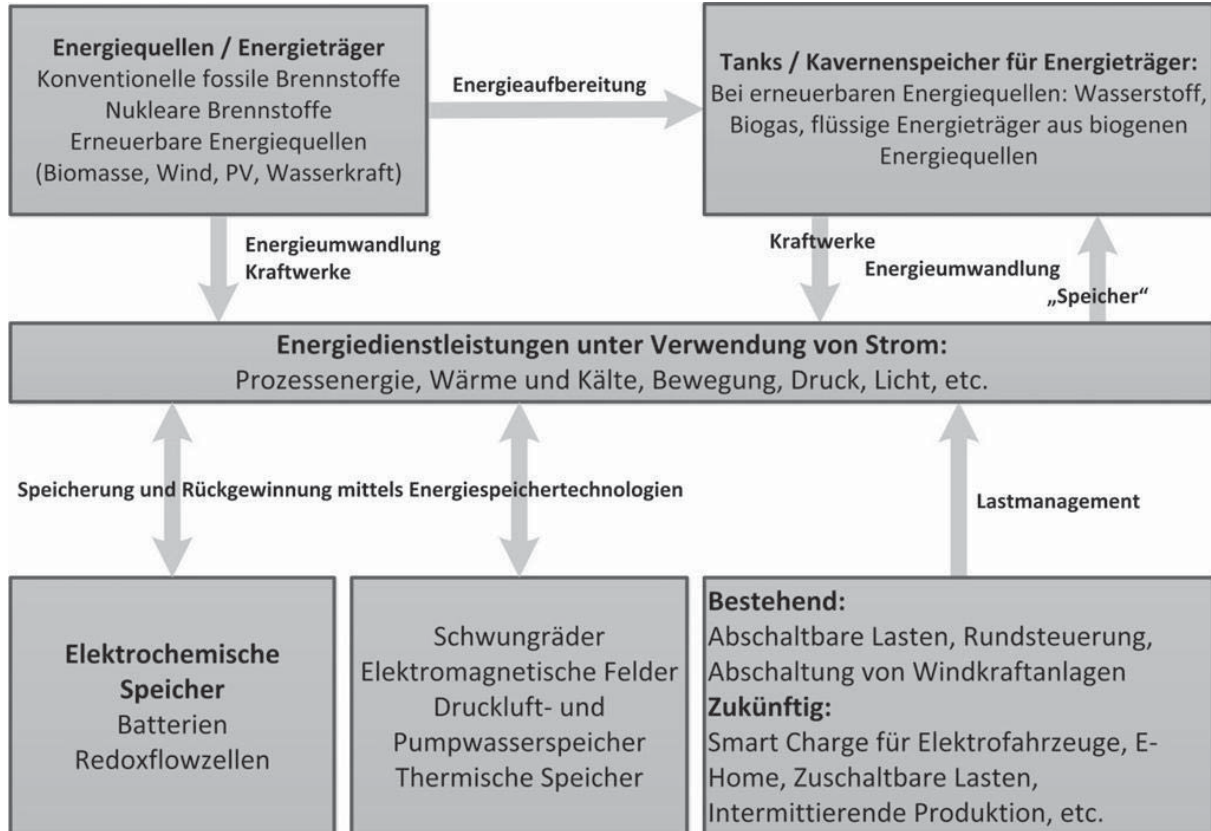 Energiequellen / Energieträger
Konventionelle fossile Brennstoffe
Nukleare Brennstoffe
Erneuerbare Energiequellen
(Biomasse, Wind, PV, Wasserkraft)
Energieaufbereitung
Tanks / Kavernenspeicher für Energieträger:
Bei erneuerbaren Energiequellen: Wasserstoff,
Biogas, flüssige Energieträger aus biogenen
Energiequellen
Energieumwandlung
Kraftwerke
Kraftwerke
Energieumwandlung
„Speicher“
Energiedienstleistungen unter Verwendung von Strom:
Prozessenergie, Wärme und Kälte, Bewegung, Druck, Licht, etc.
Speicherung und Rückgewinnung mittels Energiespeichertechnologien
Lastmanagement
Elektrochemische
Speicher
Batterien
Redoxflowzellen
Schwungräder
Elektromagnetische Felder
Druckluft- und
Pumpwasserspeicher
Thermische Speicher
Bestehend:
Abschaltbare Lasten, Rundsteuerung,
Abschaltung von Windkraftanlagen
Zukünftig:
Smart Charge für Elektrofahrzeuge, E-
Home, Zuschaltbare Lasten,
Intermittierende Produktion, etc.